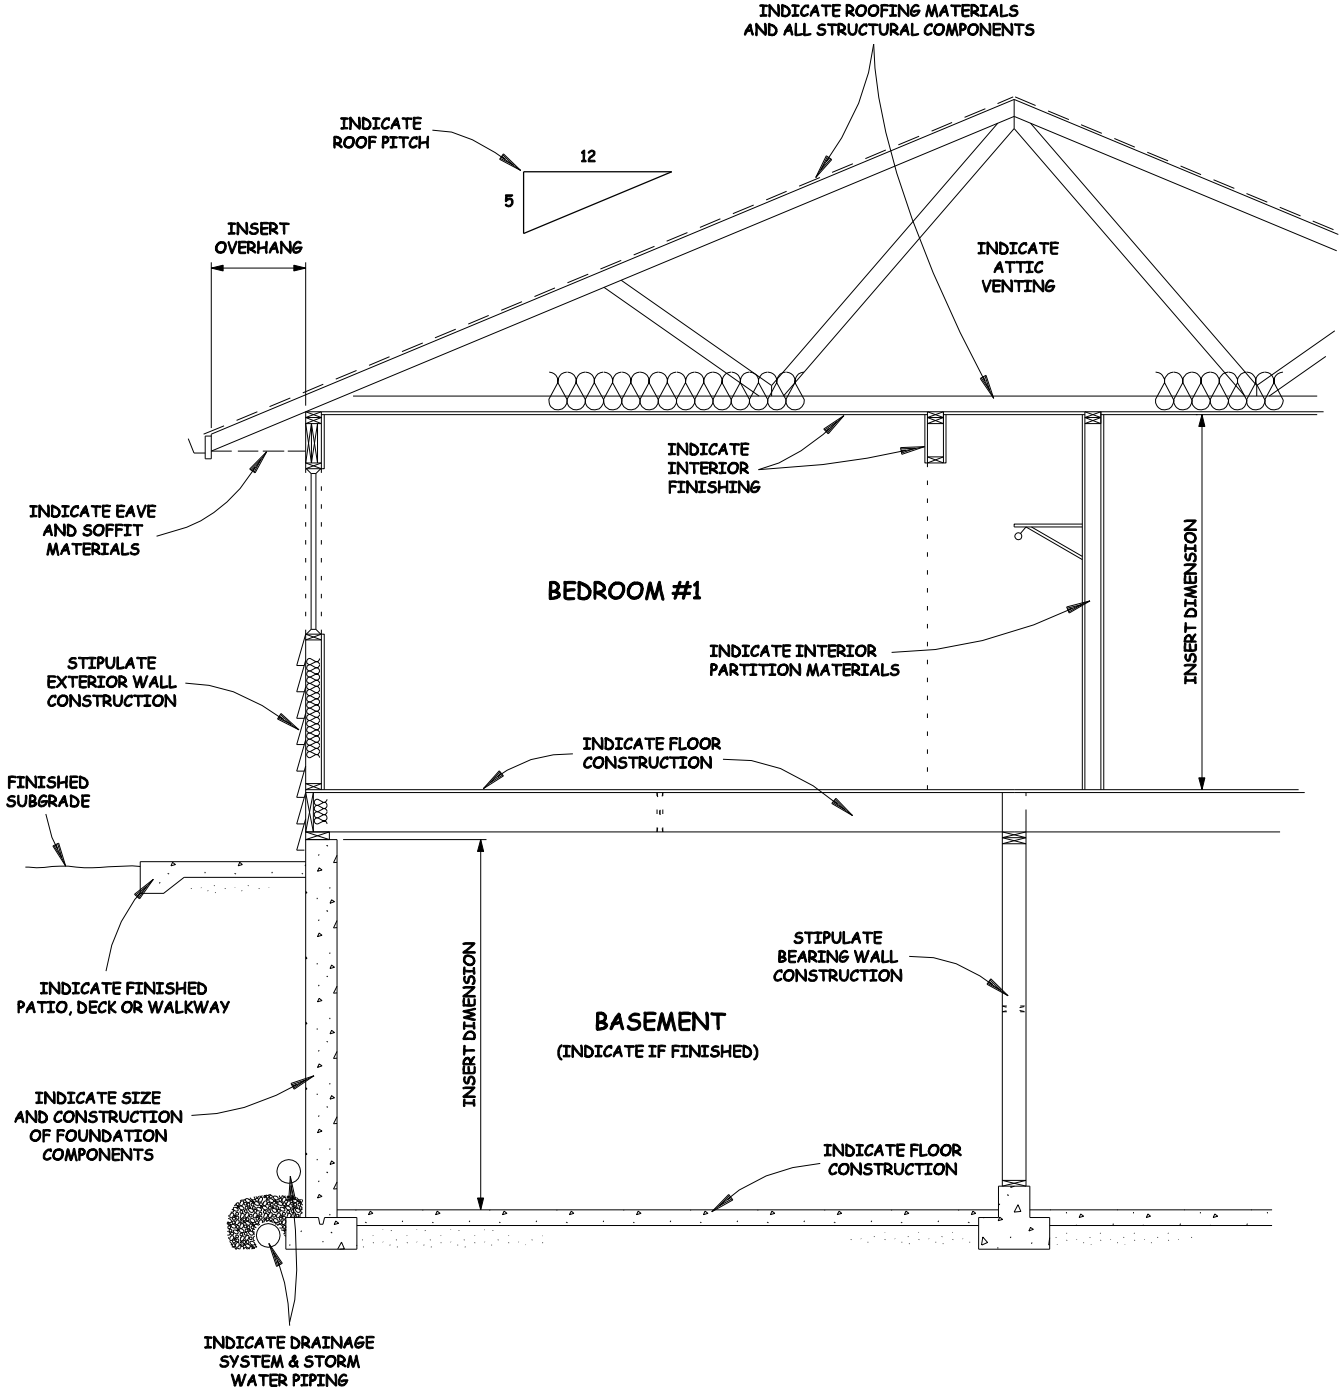 INDICATE ROOFING MATERIALS
AND ALL STRUCTURAL COMPONENTS
INDICATE
ROOF PITCH
12
5
INSERT
OVERHANG
INDICATE
ATTIC
VENTING
INDICATE
INTERIOR
FINISHING
INDICATE EAVE
AND SOFFIT
MATERIALS
BEDROOM #1
INSERT DIMENSION
INDICATE INTERIOR
PARTITION MATERIALS
STIPULATE
EXTERIOR WALL
CONSTRUCTION
INDICATE FLOOR
CONSTRUCTION
FINISHED
SUBGRADE
STIPULATE
BEARING WALL
CONSTRUCTION
INDICATE FINISHED
PATIO, DECK OR WALKWAY
INSERT DIMENSION
BASEMENT
(INDICATE IF FINISHED)
INDICATE SIZE
AND CONSTRUCTION
OF FOUNDATION
COMPONENTS
INDICATE FLOOR
CONSTRUCTION
INDICATE DRAINAGE
SYSTEM & STORM
WATER PIPING